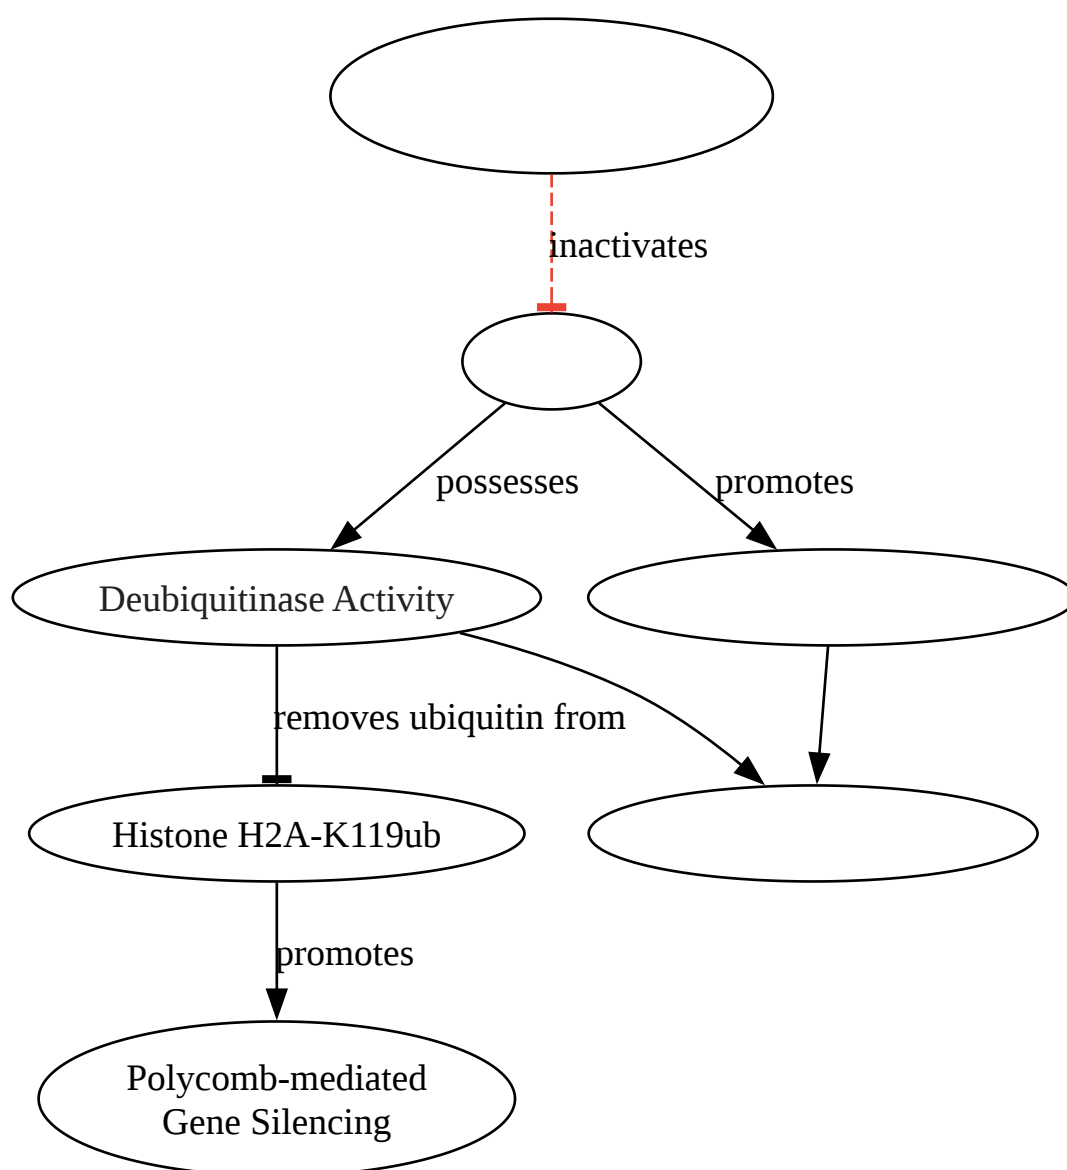 inactivates
possesses
promotes
Deubiquitinase Activity
removes ubiquitin from
Histone H2A-K119ub
promotes
Polycomb-mediated
Gene Silencing